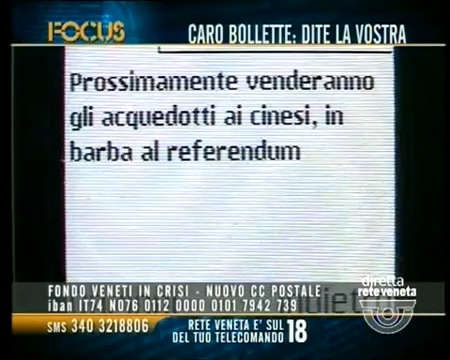 FOCUS
CARO BOLLETTE: DITE LA VOSTRA
Prossimamente venderanno
gli acquedotti ai cinesi, in
barba al referendum
diretta
reteveneta
FONDO VENETI IN CRISI - NUOVO CC POSTALE
iban IT74 N076 0112 0000 0101 7942 739
SMS 340 3218806
RETE VENETA E' SUL
DEL TUO TELECOMANDO 18